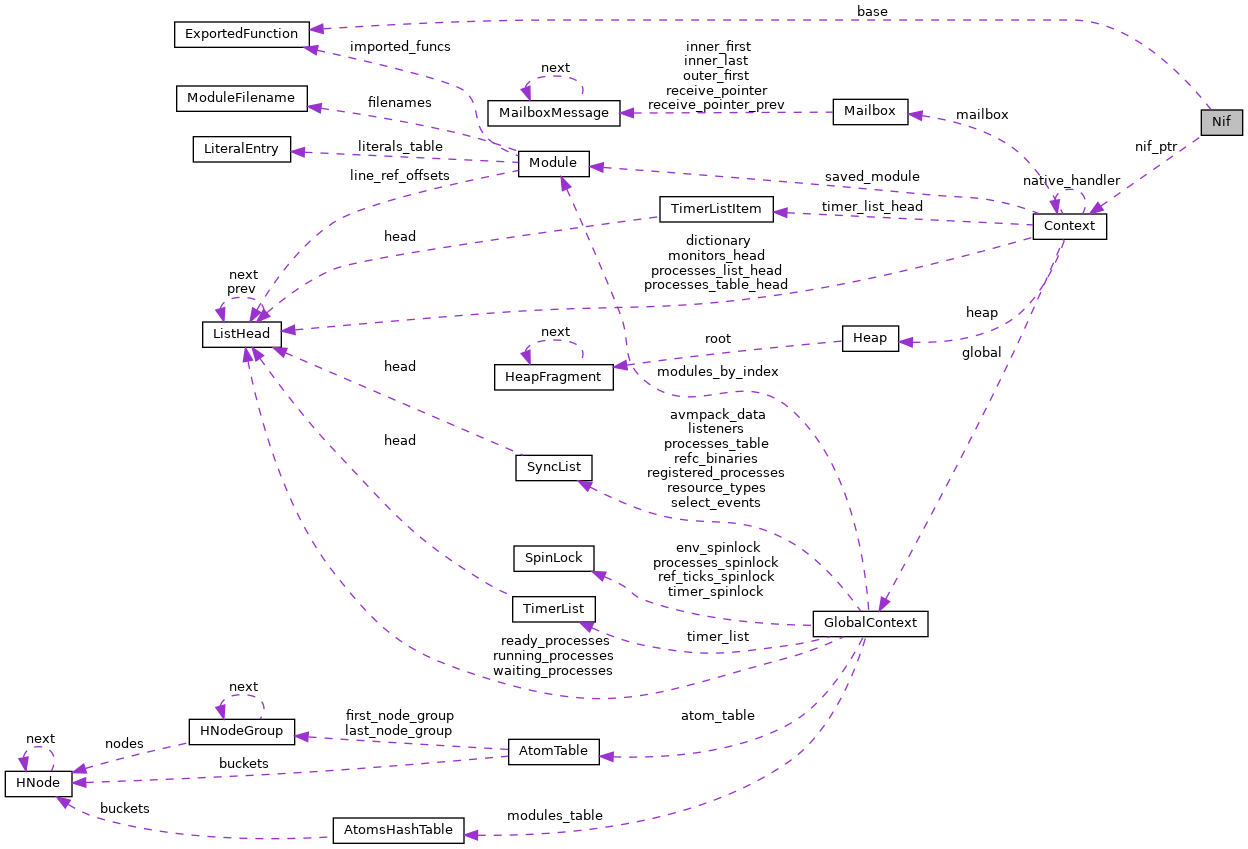 base
ExportedFunction
imported_funcs
inner_first
inner_last
outer_first
receive_pointer
receive_pointer_prev
next
ModuleFilename
filenames
MailboxMessage
Mailbox
mailbox
Nif
LiteralEntry
literals_table
Module
nif_ptr
line_ref_offsets
saved_module
native_handler
TimerListItem
timer_list_head
Context
head
dictionary
monitors_head
processes_list_head
processes_table_head
next
prev
ListHead
heap
next
root
Heap
global
head
HeapFragment
modules_by_index
avmpack_data
listeners
processes_table
refc_binaries
registered_processes
resource_types
select_events
head
SyncList
SpinLock
env_spinlock
processes_spinlock
ref_ticks_spinlock
timer_spinlock
TimerList
GlobalContext
timer_list
ready_processes
running_processes
waiting_processes
next
first_node_group
last_node_group
atom_table
HNodeGroup
next
nodes
AtomTable
buckets
HNode
buckets
modules_table
AtomsHashTable